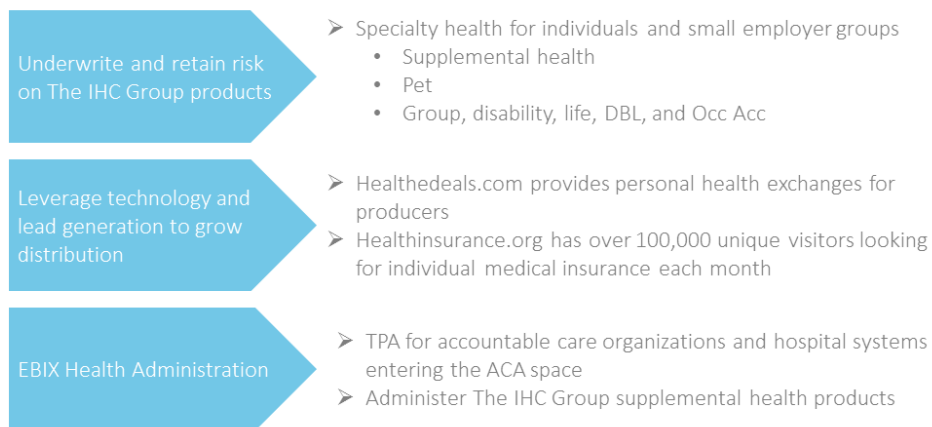 Underwrite and retain risk
on The IHC Group products
➢ Specialty health for individuals and small employer groups
• Supplemental health
• Pet
• Group, disability, life, DBL, and Occ Acc
Leverage technology and
lead generation to grow
distribution
➢ Healthedeals.com provides personal health exchanges for
producers
➢ Healthinsurance.org has over 100,000 unique visitors looking
for individual medical insurance each month
EBIX Health Administration
➢ TPA for accountable care organizations and hospital systems
entering the ACA space
➢ Administer The IHC Group supplemental health products